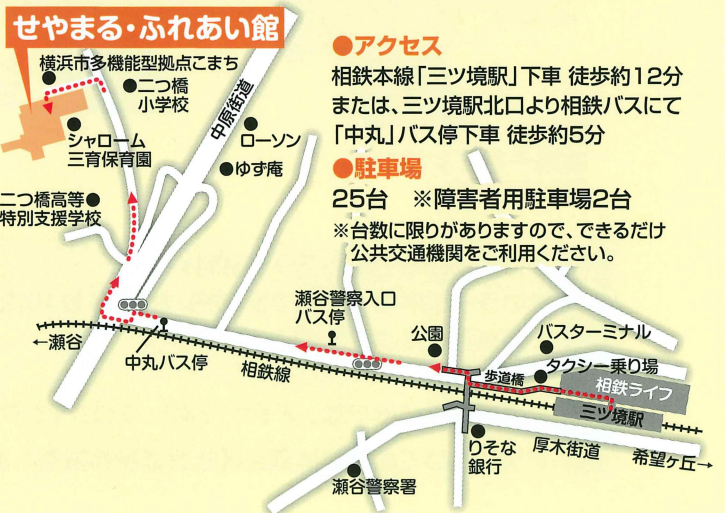 せやまる・ふれあい館
●アクセス
相鉄本線「三ツ境駅」下車 徒歩約12分
または、三ツ境駅北口より相鉄バスにて
「中丸」バス停下車 徒歩約5分
●駐車場
25台　※障害者用駐車場2台
※台数に限りがありますので、できるだけ
公共交通機関をご利用ください。
横浜市多機能型拠点こまち
二つ橋
小学校
中原街道
シャローム
三育保育園
ローソン
ゆず庵
二つ橋高等
特別支援学校
瀬谷警察入口
バス停
公園
バスターミナル
←瀬谷
中丸バス停
相鉄線
歩道橋
タクシー乗り場
相鉄ライフ
三ツ境駅
りそな
銀行
厚木街道
希望ヶ丘→
瀬谷警察署